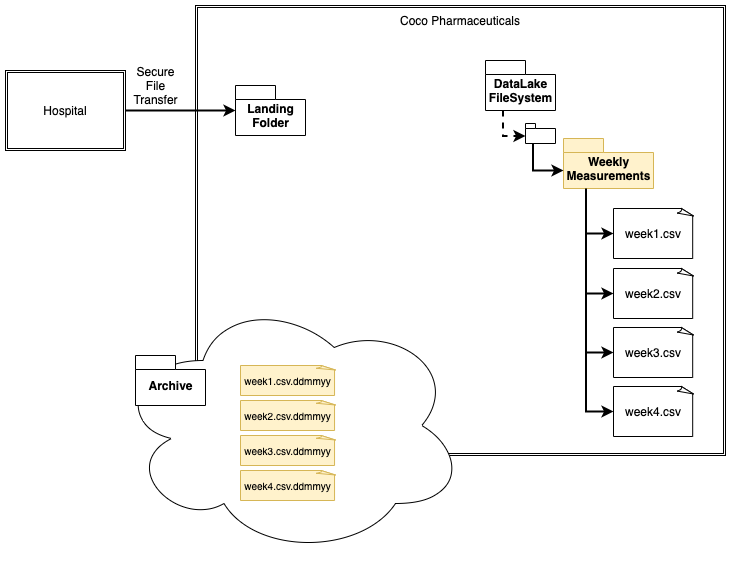 Coco Pharmaceuticals
Hospital
Secure
File
Transfer
Landing
Folder
DataLake
FileSystem
Weekly
Measurements
week1.csv
week2.csv
week3.csv
week4.csv
Archive
week1.csv.ddmmyy
week2.csv.ddmmyy
week3.csv.ddmmyy
week4.csv.ddmmyy